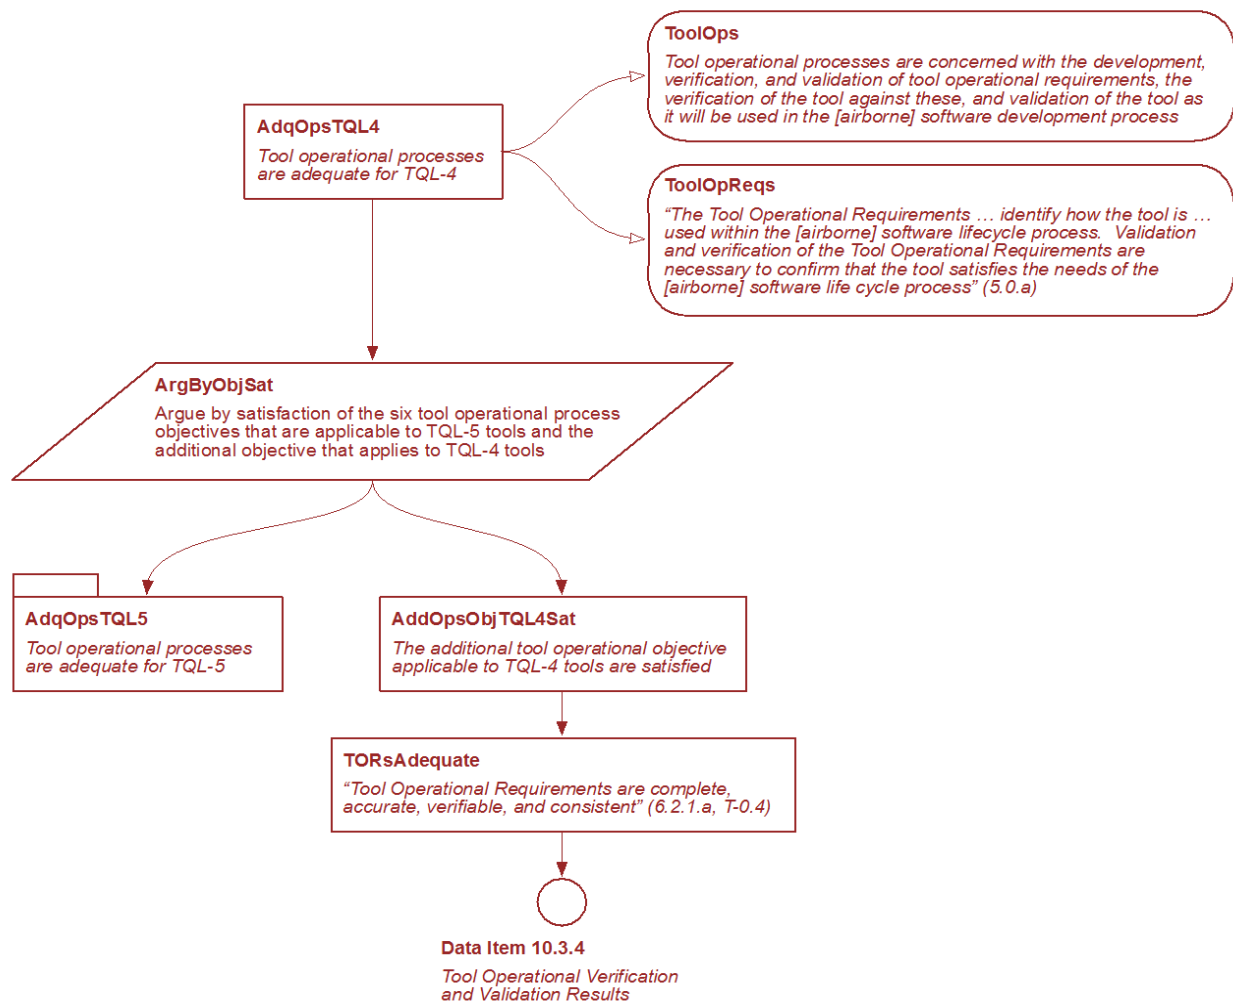 ToolOps
Tool operational processes are concerned with the development,
verification, and validation of tool operational requirements, the
verification of the tool against these, and validation of the tool as
it will be used in the [airborne] software development process
AdqOpsTQL4
Tool operational processes
are adequate for TQL-4
ToolOpReqs
“The Tool Operational Requirements … identify how the tool is …
used within the [airborne] software lifecycle process.  Validation
and verification of the Tool Operational Requirements are
necessary to confirm that the tool satisfies the needs of the
[airborne] software life cycle process” (5.0.a)
ArgByObjSat
Argue by satisfaction of the six tool operational process
objectives that are applicable to TQL-5 tools and the
additional objective that applies to TQL-4 tools
AdqOpsTQL5
Tool operational processes
are adequate for TQL-5
AddOpsObjTQL4Sat
The additional tool operational objective
applicable to TQL-4 tools are satisfied
TORsAdequate
“Tool Operational Requirements are complete,
accurate, verifiable, and consistent” (6.2.1.a, T-0.4)
Data Item 10.3.4
Tool Operational Verification
and Validation Results